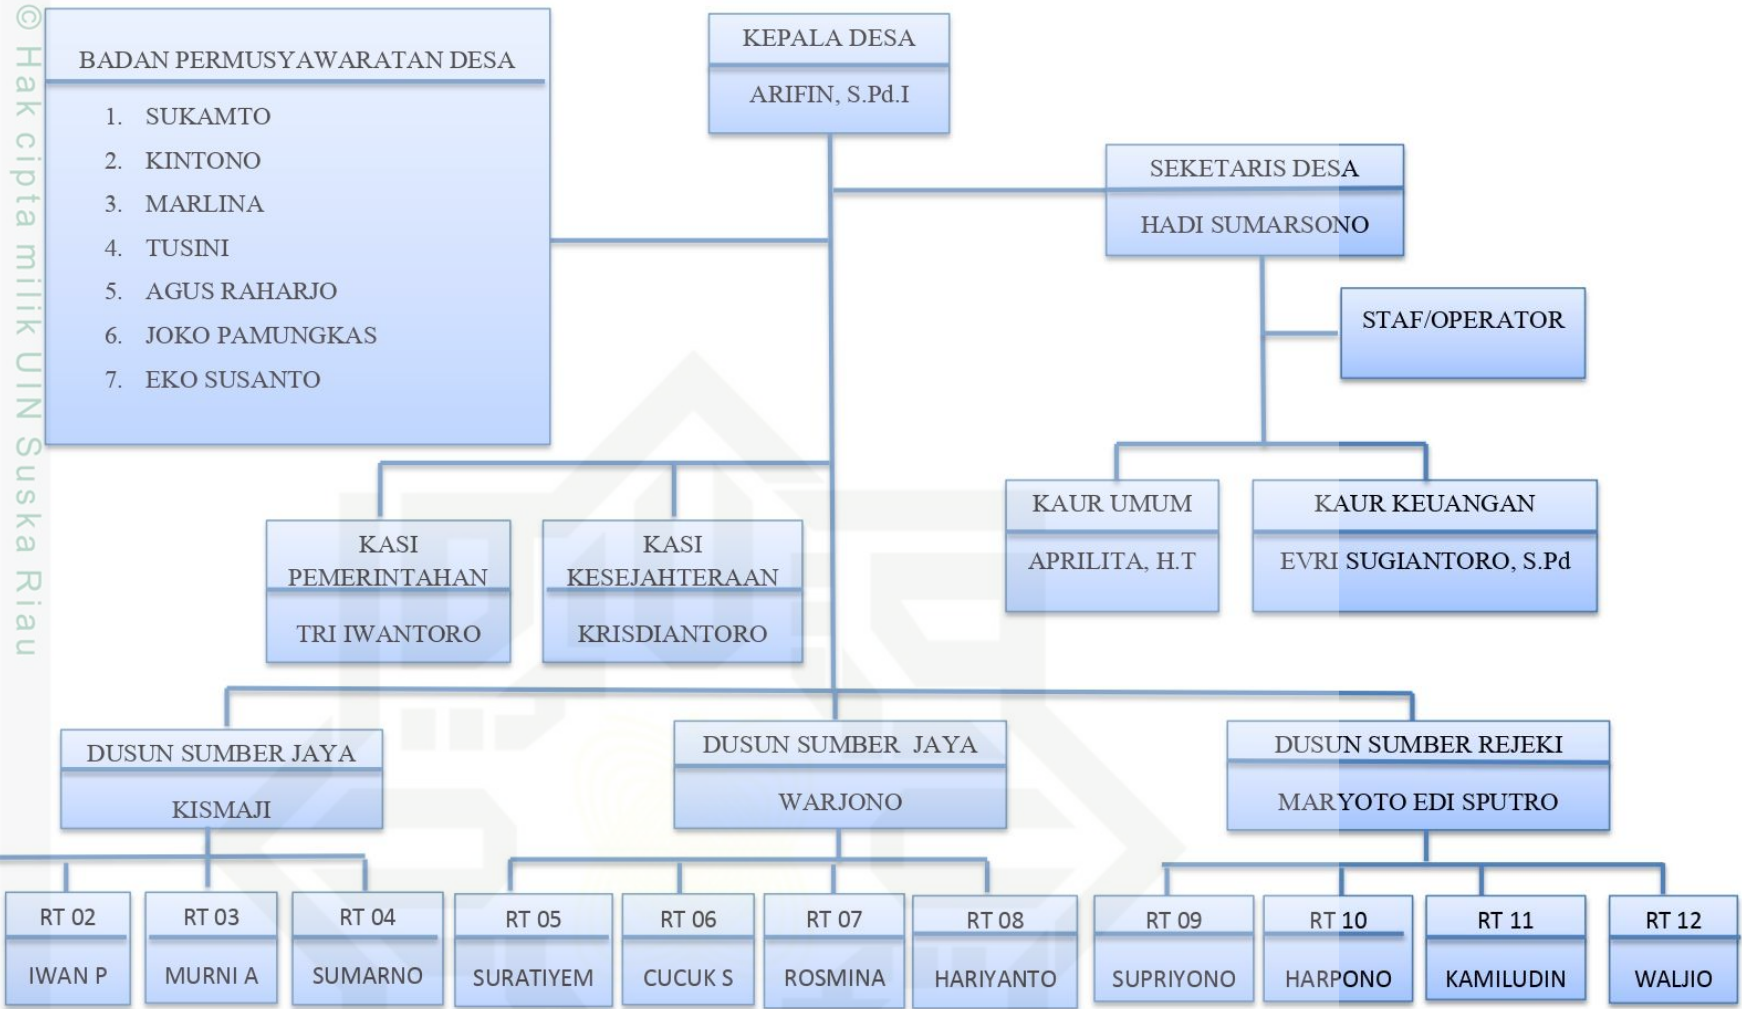 © Hak cipta milik UIN Suska Riau
BADAN PERMUSYAWARATAN DESA
1. SUKAMTO
2. KINTONO
3. MARLINA
4. TUSINI
5. AGUS RAHARJO
6. JOKO PAMUNGKAS
7. EKO SUSANTO
KEPALA DESA
ARIFIN, S.Pd.I
SEKETARIS DESA
HADI SUMARSONO
STAF/OPERATOR
KAUR UMUM
APRILITA, H.T
KAUR KEUANGAN
EVRI SUGIANTORO, S.Pd
KASI
PEMERINTAHAN
TRI IWANTORO
KASI
KESEJAHTERAAN
KRISDIANTORO
DUSUN SUMBER JAYA
KISMAJI
DUSUN SUMBER JAYA
WARJONO
DUSUN SUMBER REJEKI
MARYOTO EDI SPUTRO
RT 02
IWAN P
RT 03
MURNI A
RT 04
SUMARNO
RT 05
SURATIYEM
RT 06
CUCUK S
RT 07
ROSMINA
RT 08
HARIYANTO
RT 09
SUPRIYONO
RT 10
HARPONO
RT 11
KAMILUDIN
RT 12
WALJIO